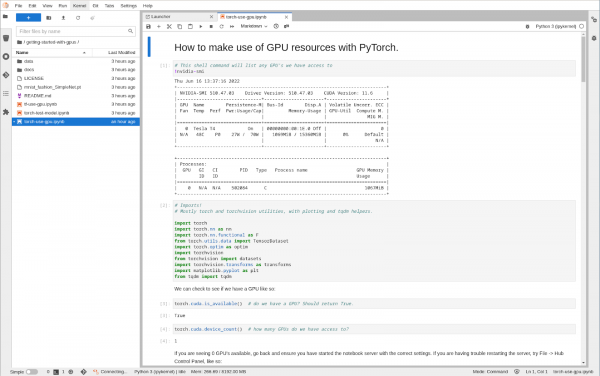 File Edit View Run Kernel Git Tabs Settings Help
Launcher
torch-use-gpu.ipynb
Markdown
Python 3 (ipykernel)
Filter files by name
/ getting-started-with-gpus /
Name
Last Modified
data 3 hours ago
docs 3 hours ago
LICENSE 3 hours ago
mnist_fashion_SimpleNet.pt 3 hours ago
README.md 3 hours ago
tf-use-gpu.ipynb 3 hours ago
torch-test-model.ipynb 3 hours ago
torch-use-gpu.ipynb an hour ago
How to make use of GPU resources with PyTorch.
# This shell command will list any GPU's we have access to
!nvidia-smi
Thu Jun 16 13:37:16 2022
NVIDIA-SMI 510.47.03 Driver Version: 510.47.03 CUDA Version: 11.6
GPU Name Persistence-M| Bus-Id Disp.A | Volatile Uncorr. ECC
Fan Temp Perf Pwr:Usage/Cap| Memory-Usage | GPU-Util Compute M.
MIG M.
0 Tesla T4 On | 00000000:00:1E.0 Off | 0
N/A 40C P0 27W / 70W | 1009MiB / 15360MiB | 0% Default
N/A
Processes:
GPU GI CI PID Type Process name GPU Memory
ID ID Usage
0 N/A N/A 502084 C 1007MiB
# Imports!
# Mostly torch and torchvision utilities, with plotting and tqdm helpers.
import torch
import torch.nn as nn
import torch.nn.functional as F
from torch.utils.data import TensorDataset
import torch.optim as optim
import torchvision
from torchvision import datasets
import torchvision.transforms as transforms
import matplotlib.pyplot as plt
from tqdm import tqdm
We can check to see if we have a GPU like so:
torch.cuda.is_available() # do we have a GPU? Should return True.
True
torch.cuda.device_count() # how many GPUs do we have access to?
1
If you are seeing 0 GPU's available, go back and ensure you have started the notebook server with the correct settings. If you are having trouble restarting the server, try File -> Hub
Control Panel, like so:
Simple
Connecting...
Python 3 (ipykernel) | Idle
Mode: Command
Ln 1, Col 1
torch-use-gpu.ipynb